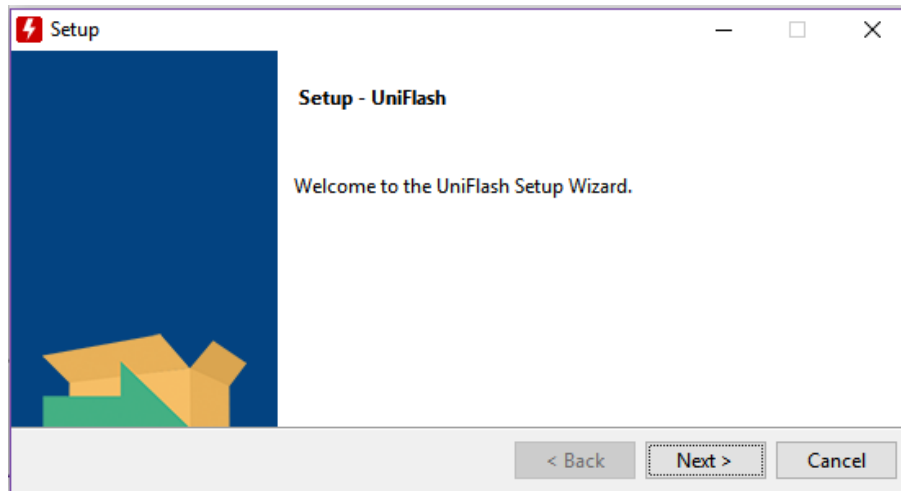 Setup
Setup - UniFlash
Welcome to the UniFlash Setup Wizard.
< Back
Next >
Cancel